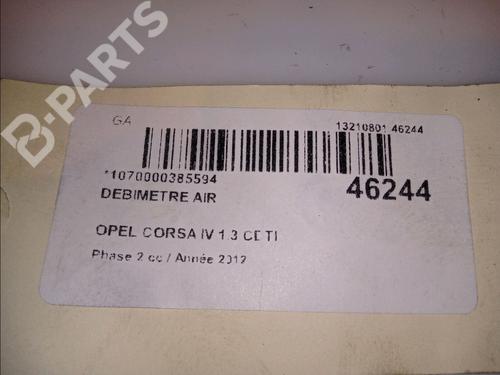 B-PARTS
GA
13210801 46244
*1070000385594
46244
DEBIMETRE AIR
OPEL CORSA IV 1.3 CDTI
Phase 2 cc / Année 2012